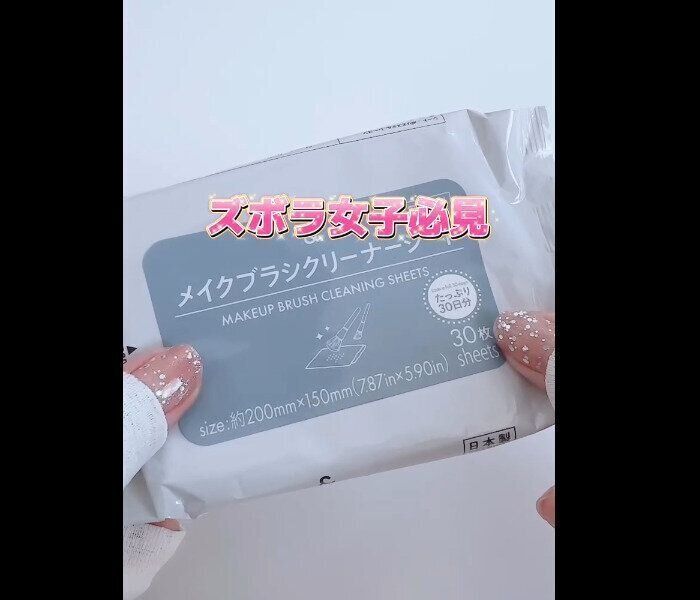 ズボラ女子必見
メイクブラシクリーナーシ
MAKEUP BRUSH CLEANING SHEETS
たっぷり
30日分
30枚
sheets
size:約200mm×150mm(7.87in×5.90in)
日本製